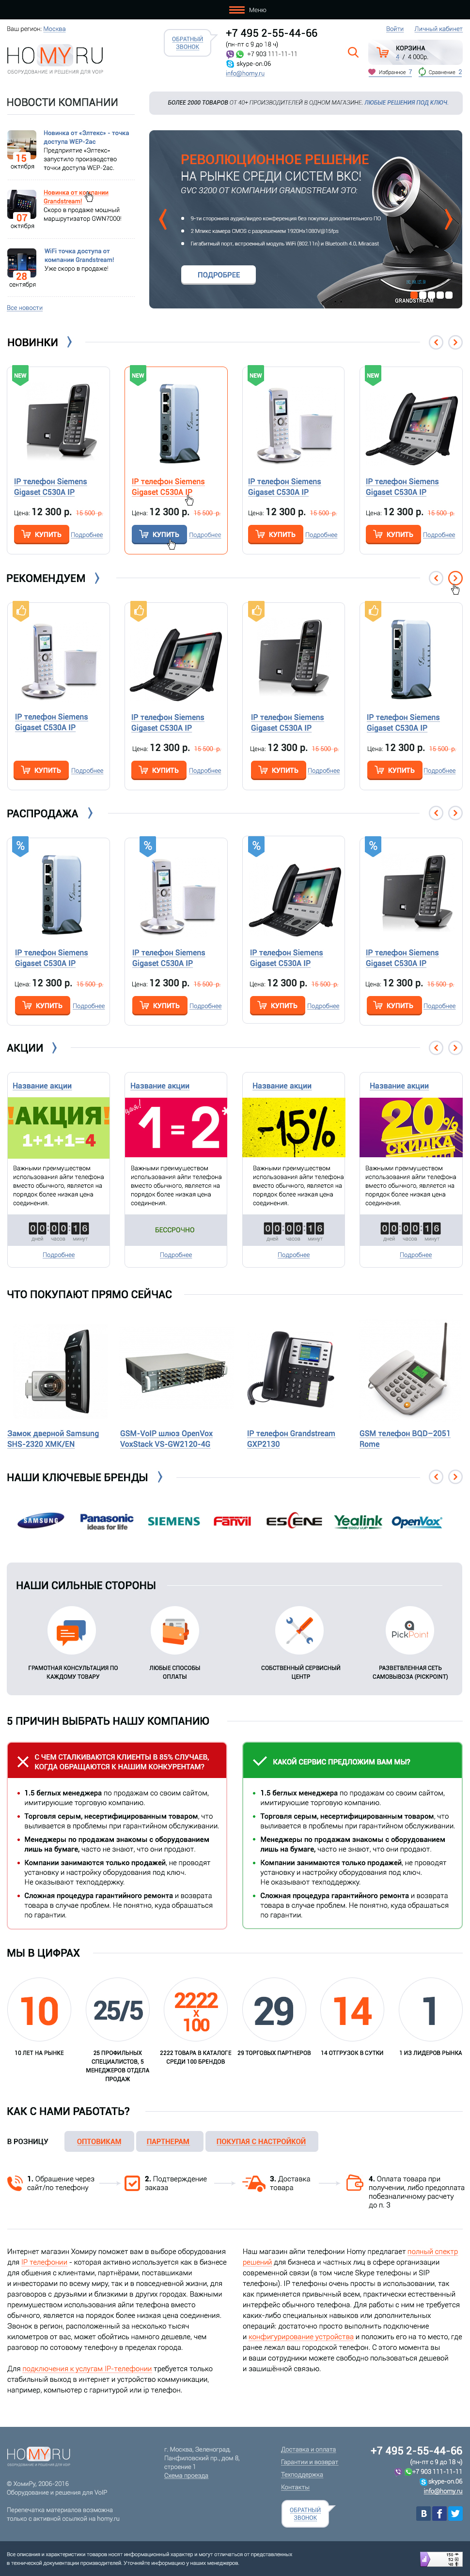 Меню
Ваш регион: Москва
HOMY.RU
ОБОРУДОВАНИЕ И РЕШЕНИЯ ДЛЯ VOIP
ОБРАТНЫЙ
ЗВОНОК
+7 495 2-55-44-66
(пн-пт с 9 до 18 ч)
+7 903 111-11-11
skype-on.06
info@homy.ru
Войти Личный кабинет
КОРЗИНА
4 / 4 000р.
Избранное 7 Сравнение 2
НОВОСТИ КОМПАНИИ
БОЛЕЕ 2000 ТОВАРОВ ОТ 40+ ПРОИЗВОДИТЕЛЕЙ В ОДНОМ МАГАЗИНЕ. ЛЮБЫЕ РЕШЕНИЯ ПОД КЛЮЧ.
15
октября
Новинка от «Элтекс» - точка
доступа WEP-2ac
Предприятие «Элтекс»
запустило производство
точки доступа WEP-2ac.
07
октября
Новинка от компании
Grandstream!
Скоро в продаже мощный
маршрутизатор GWN7000!
28
сентября
WiFi точка доступа от
компании Grandstream!
Уже скоро в продаже!
Все новости
РЕВОЛЮЦИОННОЕ РЕШЕНИЕ
НА РЫНКЕ СРЕДИ СИСТЕМ ВКС!
GVC 3200 ОТ КОМПАНИИ GRANDSTREAM ЭТО:
9-ти сторонняя аудио/видео конференция без покупки дополнительного ПО
2 Мпикс камера CMOS с разрешением 1920Hx1080V@15fps
Гигабитный порт, встроенный модуль WiFi (802.11n) и Bluetooth 4.0, Miracast
ПОДРОБНЕЕ
GRANDSTREAM
НОВИНКИ
NEW
NEW
NEW
NEW
IP телефон Siemens
Gigaset C530A IP
Цена: 12 300 р. 15 500 р.
КУПИТЬ Подробнее
IP телефон Siemens
Gigaset C530A IP
Цена: 12 300 р. 15 500 р.
КУПИТЬ Подробнее
IP телефон Siemens
Gigaset C530A IP
Цена: 12 300 р. 15 500 р.
КУПИТЬ Подробнее
IP телефон Siemens
Gigaset C530A IP
Цена: 12 300 р. 15 500 р.
КУПИТЬ Подробнее
РЕКОМЕНДУЕМ
IP телефон Siemens
Gigaset C530A IP
Цена: 12 300 р. 15 500 р.
КУПИТЬ Подробнее
IP телефон Siemens
Gigaset C530A IP
Цена: 12 300 р. 15 500 р.
КУПИТЬ Подробнее
IP телефон Siemens
Gigaset C530A IP
Цена: 12 300 р. 15 500 р.
КУПИТЬ Подробнее
IP телефон Siemens
Gigaset C530A IP
Цена: 12 300 р. 15 500 р.
КУПИТЬ Подробнее
РАСПРОДАЖА
%
%
%
%
IP телефон Siemens
Gigaset C530A IP
Цена: 12 300 р. 15 500 р.
КУПИТЬ Подробнее
IP телефон Siemens
Gigaset C530A IP
Цена: 12 300 р. 15 500 р.
КУПИТЬ Подробнее
IP телефон Siemens
Gigaset C530A IP
Цена: 12 300 р. 15 500 р.
КУПИТЬ Подробнее
IP телефон Siemens
Gigaset C530A IP
Цена: 12 300 р. 15 500 р.
КУПИТЬ Подробнее
АКЦИИ
Название акции
!АКЦИЯ!
1+1+1=4
Важными преимуществом
использования айпи телефона
вместо обычного, является на
порядок более низкая цена
соединения.
00:00:16
дней часов минут
Подробнее
Название акции
1=2
Важными преимуществом
использования айпи телефона
вместо обычного, является на
порядок более низкая цена
соединения.
БЕССРОЧНО
Подробнее
Название акции
-15%
Важными преимуществом
использования айпи телефона
вместо обычного, является на
порядок более низкая цена
соединения.
00:00:16
дней часов минут
Подробнее
Название акции
20%
СКИДКА
Важными преимуществом
использования айпи телефона
вместо обычного, является на
порядок более низкая цена
соединения.
00:00:16
дней часов минут
Подробнее
ЧТО ПОКУПАЮТ ПРЯМО СЕЙЧАС
Замок дверной Samsung
SHS-2320 XMK/EN
GSM-VoIP шлюз OpenVox
VoxStack VS-GW2120-4G
IP телефон Grandstream
GXP2130
GSM телефон BQD–2051
Rome
НАШИ КЛЮЧЕВЫЕ БРЕНДЫ
SAMSUNG
Panasonic
ideas for life
SIEMENS
Fanvil
ESCENE
Yealink
OpenVox
НАШИ СИЛЬНЫЕ СТОРОНЫ
PickPoint
ГРАМОТНАЯ КОНСУЛЬТАЦИЯ ПО
КАЖДОМУ ТОВАРУ
ЛЮБЫЕ СПОСОБЫ
ОПЛАТЫ
СОБСТВЕННЫЙ СЕРВИСНЫЙ
ЦЕНТР
РАЗВЕТВЛЕННАЯ СЕТЬ
САМОВЫВОЗА (PICKPOINT)
5 ПРИЧИН ВЫБРАТЬ НАШУ КОМПАНИЮ
С ЧЕМ СТАЛКИВАЮТСЯ КЛИЕНТЫ В 85% СЛУЧАЕВ,
КОГДА ОБРАЩАЮТСЯ К НАШИМ КОНКУРЕНТАМ?
1.5 беглых менеджера по продажам со своим сайтом,
имитирующие торговую компанию.
Торговля серым, несертифицированным товаром, что
выливается в проблемы при гарантийном обслуживании.
Менеджеры по продажам знакомы с оборудованием
лишь на бумаге, часто не знают, что они продают.
Компании занимаются только продажей, не проводят
установку и настройку оборудования под ключ.
Не оказывают техподдержку.
Сложная процедура гарантийного ремонта и возврата
товара в случае проблем. Не понятно, куда обращаться
по гарантии.
КАКОЙ СЕРВИС ПРЕДЛОЖИМ ВАМ МЫ?
1.5 беглых менеджера по продажам со своим сайтом,
имитирующие торговую компанию.
Торговля серым, несертифицированным товаром, что
выливается в проблемы при гарантийном обслуживании.
Менеджеры по продажам знакомы с оборудованием
лишь на бумаге, часто не знают, что они продают.
Компании занимаются только продажей, не проводят
установку и настройку оборудования под ключ.
Не оказывают техподдержку.
Сложная процедура гарантийного ремонта и возврата
товара в случае проблем. Не понятно, куда обращаться
по гарантии.
МЫ В ЦИФРАХ
10
25/5
2222
x
100
29
14
1
10 ЛЕТ НА РЫНКЕ
25 ПРОФИЛЬНЫХ
СПЕЦИАЛИСТОВ, 5
МЕНЕДЖЕРОВ ОТДЕЛА
ПРОДАЖ
2222 ТОВАРА В КАТАЛОГЕ
СРЕДИ 100 БРЕНДОВ
29 ТОРГОВЫХ ПАРТНЕРОВ
14 ОТГРУЗОК В СУТКИ
1 ИЗ ЛИДЕРОВ РЫНКА
КАК С НАМИ РАБОТАТЬ?
В РОЗНИЦУ ОПТОВИКАМ ПАРТНЕРАМ ПОКУПАЯ С НАСТРОЙКОЙ
1. Обращение через
сайт/по телефону
2. Подтверждение
заказа
3. Доставка
товара
4. Оплата товара при
получении, либо предоплата
побезналичному расчету
до п. 3
Интернет магазин Хомиру поможет вам в выборе оборудования
для IP телефонии - которая активно используется как в бизнесе
для общения с клиентами, партнёрами, поставщиками
и инвесторами по всему миру, так и в повседневной жизни, для
разговоров с друзьями и близкими в других городах. Важными
преимуществом использования айпи телефона вместо
обычного, является на порядок более низкая цена соединения.
Звонок в регион, расположенный за несколько тысяч
километров от вас, может обойтись намного дешевле, чем
разговор по сотовому телефону в пределах города.
Для подключения к услугам IP-телефонии требуется только
стабильный выход в интернет и устройства коммуникации,
например, компьютер с гарнитурой или ip телефон.
Наш магазин айпи телефонии Homy предлагает полный спектр
решений для бизнеса и частных лиц в сфере организации
современной связи (в том числе Skype телефоны и SIP
телефоны). IP телефоны очень просты в использовании, так
как применяется привычный всем, практически естественный
интерфейс обычного телефона. Для работы с ним не требуется
каких-либо специальных навыков или дополнительных
операций: достаточно просто выполнить подключение
и конфигурирование устройства и положить его на то место, где
ранее лежал ваш городской телефон. С этого момента вы
и ваши сотрудники можете свободно пользоваться дешевой
и защищённой связью.
HOMY.RU
© ХомиРу, 2006-2016
Оборудование и решения для VoIP
Перепечатка материалов возможна
только с активной ссылкой на homy.ru
г. Москва, Зеленоград,
Панфиловский пр., дом 8,
строение 1
Схема проезда
Доставка и оплата
Гарантии и возврат
Техподдержка
Контакты
ОБРАТНЫЙ
ЗВОНОК
+7 495 2-55-44-66
(пн-пт с 9 до 18 ч)
+7 903 111-11-11
skype-on.06
info@homy.ru
Все описания и характеристики товаров носят информационный характер и могут отличаться от представленных
в технической документации производителей. Уточняйте информацию у наших менеджеров.